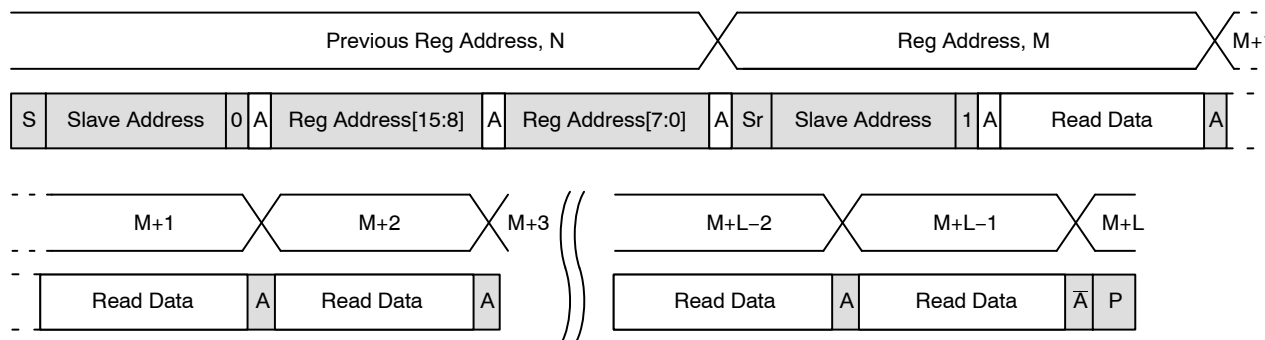 Previous Reg Address, N Reg Address, M M+1
S Slave Address 0 A Reg Address[15:8] A Reg Address[7:0] A Sr Slave Address 1 A Read Data A
M+1 M+2 M+3 M+L−2 M+L−1 M+L
Read Data A Read Data A Read Data A Read Data A̅ P